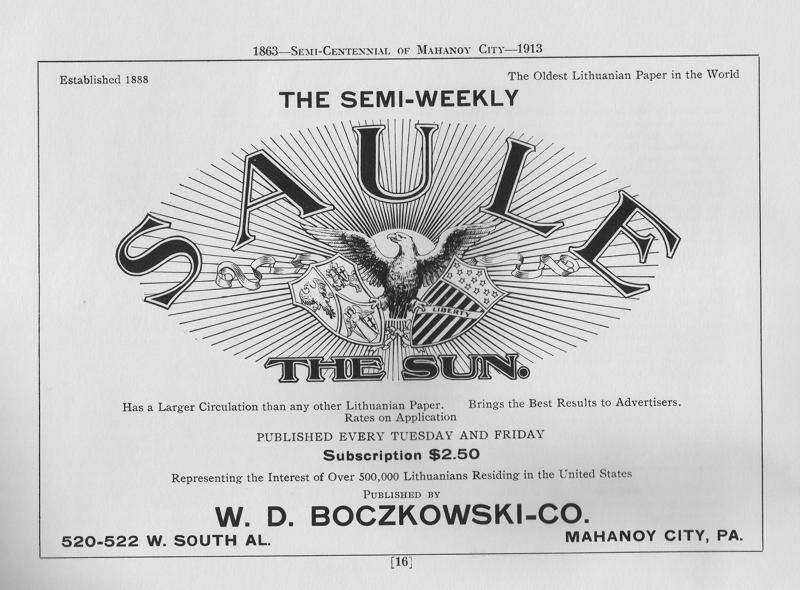 1863—Semi-Centennial of Mahanoy City—1913
Established 1888
The Oldest Lithuanian Paper in the World
THE SEMI-WEEKLY
SAULE
LIBERTY
THE SUN.
Has a Larger Circulation than any other Lithuanian Paper. Brings the Best Results to Advertisers.
Rates on Application
PUBLISHED EVERY TUESDAY AND FRIDAY
Subscription $2.50
Representing the Interest of Over 500,000 Lithuanians Residing in the United States
Published by
W. D. BOCZKOWSKI-CO.
520-522 W. SOUTH AL.
MAHANOY CITY, PA.
[16]